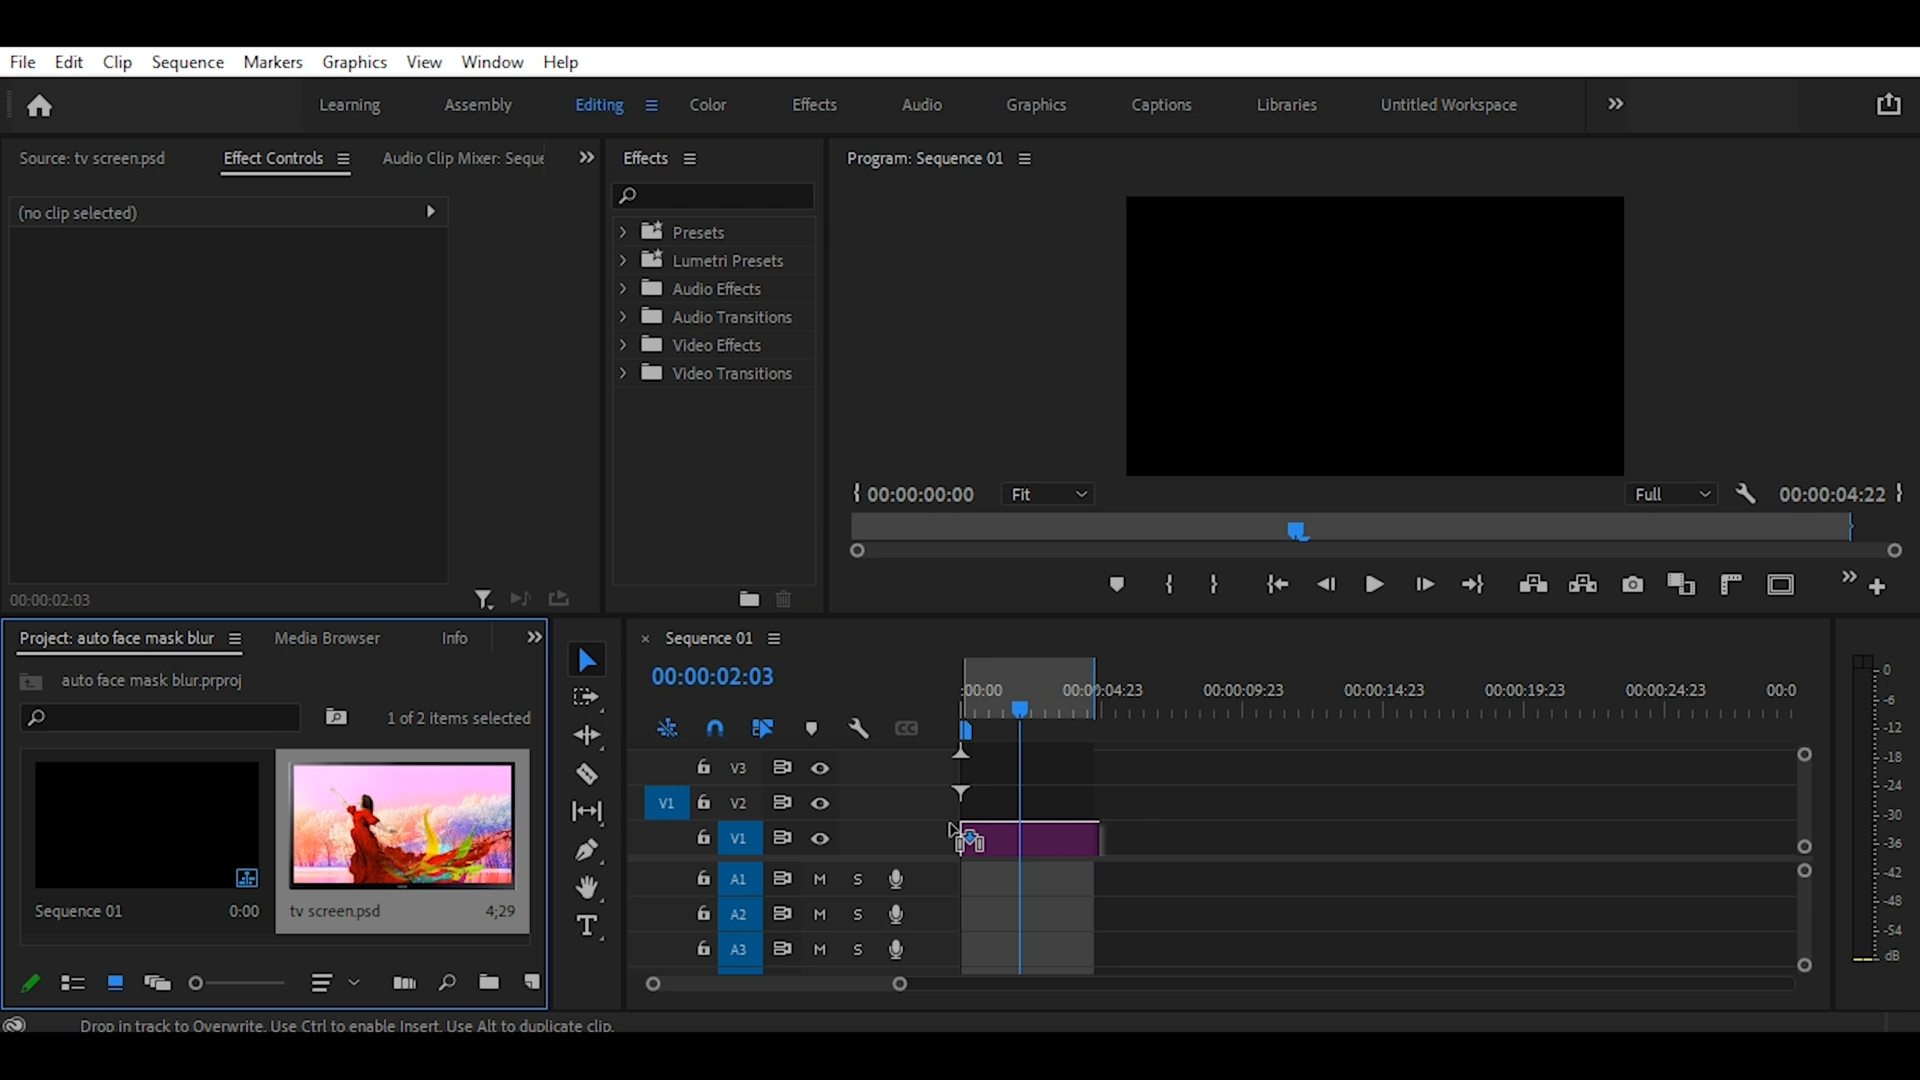 File Edit Clip Sequence Markers Graphics View Window Help
Learning Assembly Editing Color Effects Audio Graphics Captions Libraries Untitled Workspace
Source: tv screen.psd Effect Controls Audio Clip Mixer: Seque
(no clip selected)
00:00:02:03
Effects
Presets
Lumetri Presets
Audio Effects
Audio Transitions
Video Effects
Video Transitions
Program: Sequence 01
00:00:00:00 Fit Full 00:00:04:22
Project: auto face mask blur Media Browser Info
auto face mask blur.prproj
1 of 2 items selected
Sequence 01 0:00
tv screen.psd 4;29
× Sequence 01
00:00:02:03
:00:00 00:00:04:23 00:00:09:23 00:00:14:23 00:00:19:23 00:00:24:23 00:0
V3
V1 V2
V1
A1 M S
A2 M S
A3 M S
0
-6
-12
-18
-24
-30
-36
-42
-48
-54
dB
Drop in track to Overwrite. Use Ctrl to enable Insert. Use Alt to duplicate clip.